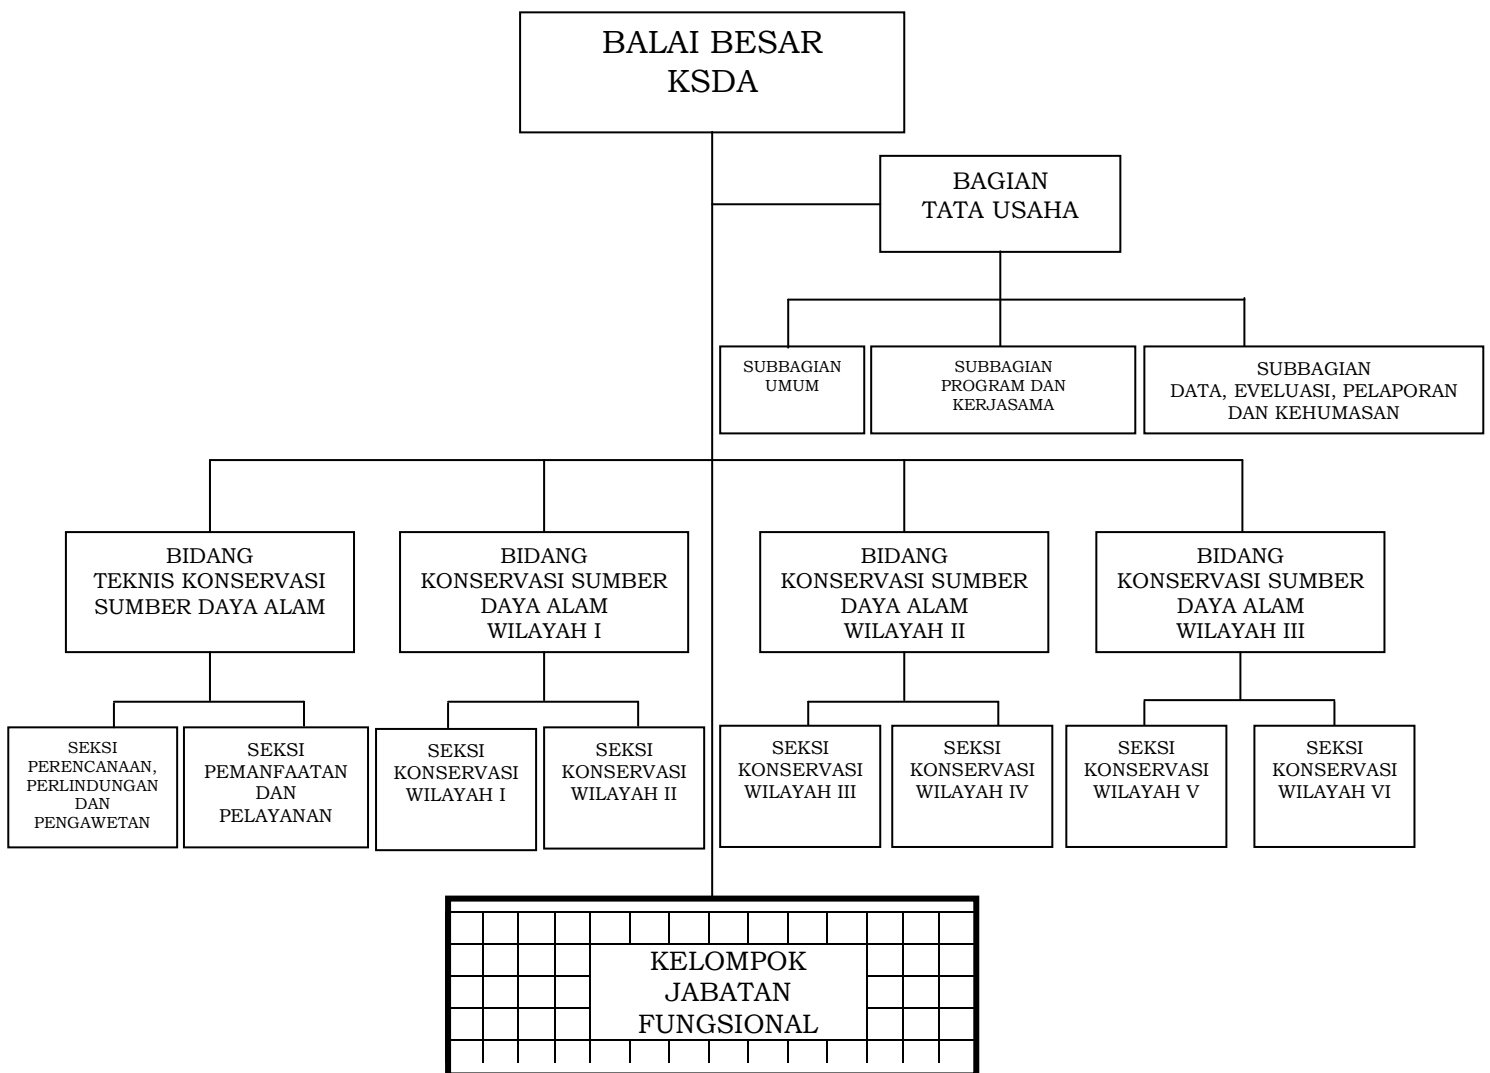 BALAI BESAR
KSDA
BAGIAN
TATA USAHA
SUBBAGIAN
UMUM
SUBBAGIAN
PROGRAM DAN
KERJASAMA
SUBBAGIAN
DATA, EVELUASI, PELAPORAN
DAN KEHUMASAN
BIDANG
TEKNIS KONSERVASI
SUMBER DAYA ALAM
BIDANG
KONSERVASI SUMBER
DAYA ALAM
WILAYAH I
BIDANG
KONSERVASI SUMBER
DAYA ALAM
WILAYAH II
BIDANG
KONSERVASI SUMBER
DAYA ALAM
WILAYAH III
SEKSI
PERENCANAAN,
PERLINDUNGAN
DAN
PENGAWETAN
SEKSI
PEMANFAATAN
DAN
PELAYANAN
SEKSI
KONSERVASI
WILAYAH I
SEKSI
KONSERVASI
WILAYAH II
SEKSI
KONSERVASI
WILAYAH III
SEKSI
KONSERVASI
WILAYAH IV
SEKSI
KONSERVASI
WILAYAH V
SEKSI
KONSERVASI
WILAYAH VI
KELOMPOK
JABATAN
FUNGSIONAL